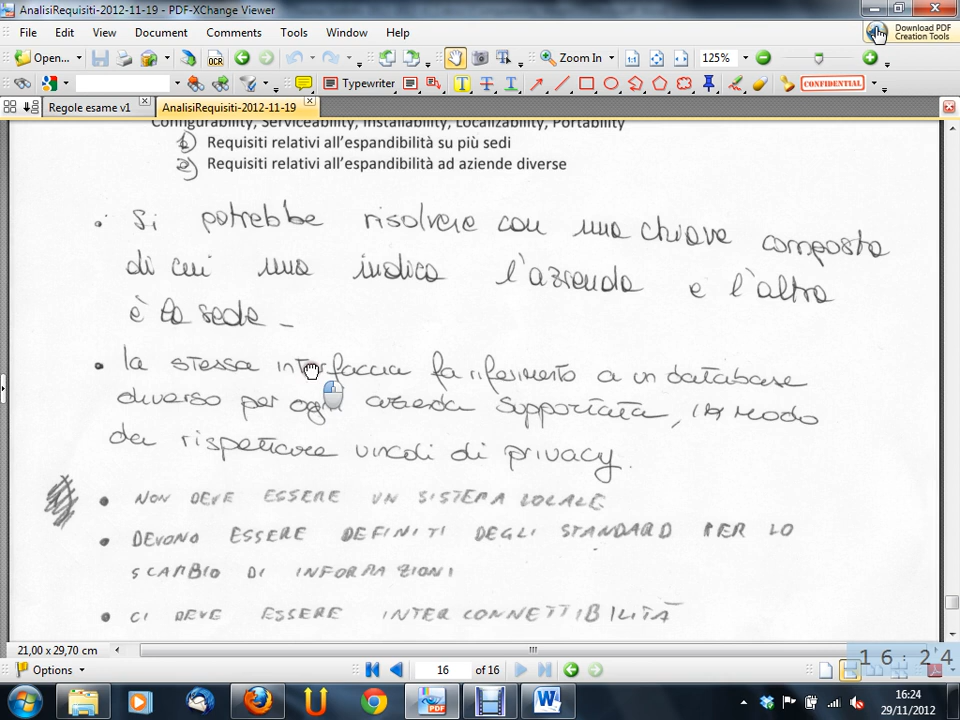 AnalisiRequisiti-2012-11-19 - PDF-XChange Viewer
File Edit View Document Comments Tools Window Help
Download PDF
Creation Tools
Open... OCR Zoom In 125%
Typewriter CONFIDENTIAL
Regole esame v1 AnalisiRequisiti-2012-11-19
Configurability, Serviceability, Installability, Localizability, Portability
1) Requisiti relativi all'espandibilità su più sedi
2) Requisiti relativi all'espandibilità ad aziende diverse
• Si potrebbe risolvere con una chiave composta
di cui una indica l'azienda e l'altra
è la sede -
• la stessa interfaccia fa riferimento a un database
diverso per ogni azienda supportata, in modo
da rispettare vincoli di privacy.
• NON DEVE ESSERE UN SISTEMA LOCALE
• DEVONO ESSERE DEFINITI DEGLI STANDARD PER LO
SCAMBIO DI INFORMAZIONI
• CI DEVE ESSERE INTERCONNETTIBILITÀ
21,00 x 29,70 cm
16:24
Options 16 of 16
16:24
29/11/2012